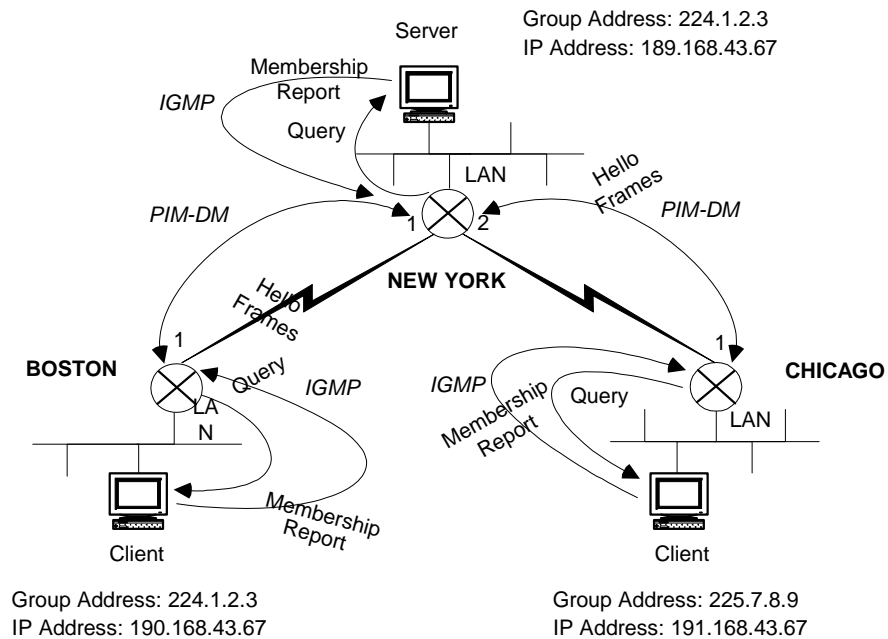 Group Address: 224.1.2.3
IP Address: 189.168.43.67
Server
Membership
Report
IGMP
Query
LAN
Hello
Frames
PIM-DM
PIM-DM
1
2
NEW YORK
Hello
Frames
1
1
BOSTON
Query
IGMP
IGMP
Query
CHICAGO
LA
N
Membership
Report
LAN
Membership
Report
Client
Client
Group Address: 224.1.2.3
IP Address: 190.168.43.67
Group Address: 225.7.8.9
IP Address: 191.168.43.67